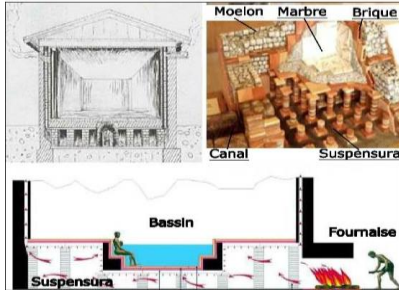 Moelon Marbre Brique
Canal Suspensura
Bassin
Fournaise
Suspensura